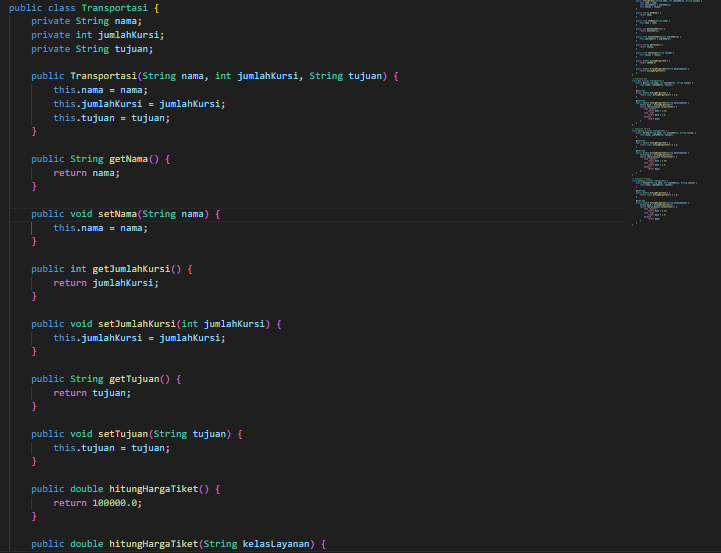 public class Transportasi {
    private String nama;
    private int jumlahKursi;
    private String tujuan;

    public Transportasi(String nama, int jumlahKursi, String tujuan) {
        this.nama = nama;
        this.jumlahKursi = jumlahKursi;
        this.tujuan = tujuan;
    }

    public String getNama() {
        return nama;
    }

    public void setNama(String nama) {
        this.nama = nama;
    }

    public int getJumlahKursi() {
        return jumlahKursi;
    }

    public void setJumlahKursi(int jumlahKursi) {
        this.jumlahKursi = jumlahKursi;
    }

    public String getTujuan() {
        return tujuan;
    }

    public void setTujuan(String tujuan) {
        this.tujuan = tujuan;
    }

    public double hitungHargaTiket() {
        return 100000.0;
    }

    public double hitungHargaTiket(String kelasLayanan) {